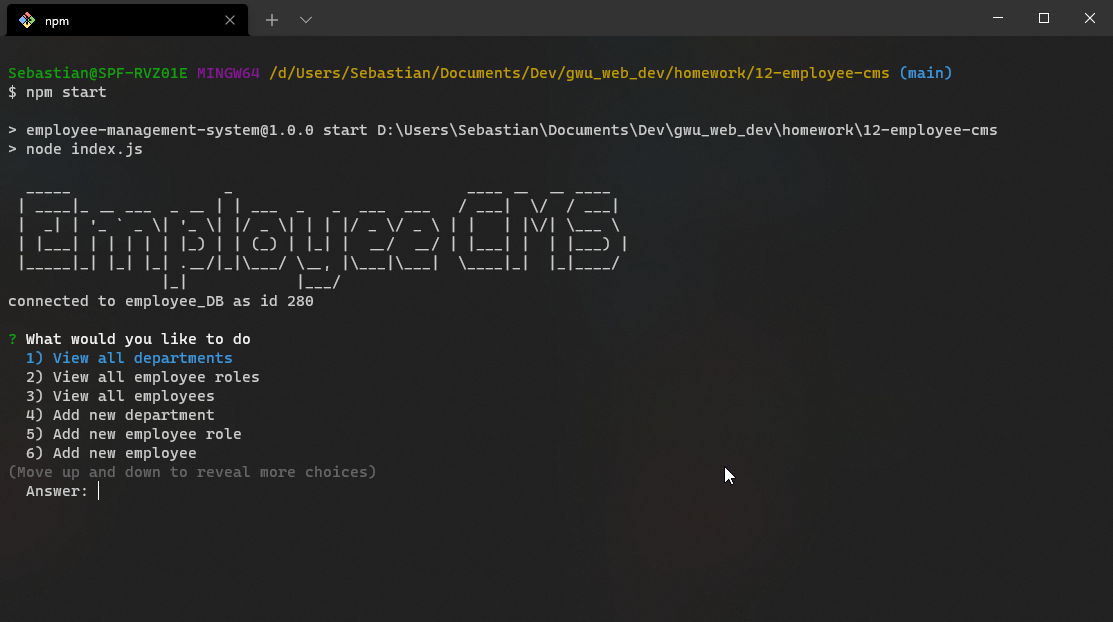 npm
Sebastian@SPF-RVZ01E MINGW64 /d/Users/Sebastian/Documents/Dev/gwu_web_dev/homework/12-employee-cms (main)
$ npm start
> employee-management-system@1.0.0 start D:\Users\Sebastian\Documents\Dev\gwu_web_dev\homework\12-employee-cms
> node index.js
Employee CMS
connected to employee_DB as id 280
? What would you like to do
1) View all departments
2) View all employee roles
3) View all employees
4) Add new department
5) Add new employee role
6) Add new employee
(Move up and down to reveal more choices)
Answer: